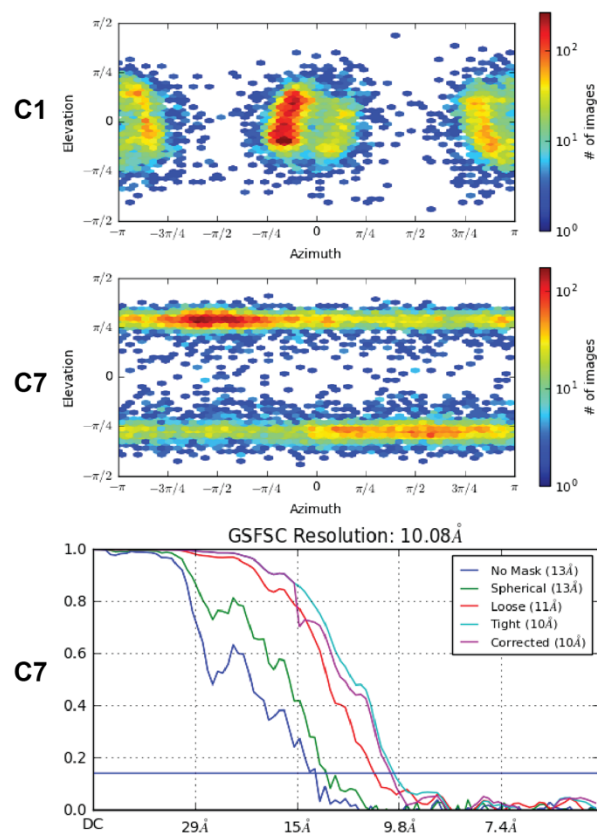 C1
Elevation
π/2
π/4
0
−π/4
−π/2
−π
−3π/4
−π/2
−π/4
0
π/4
π/2
3π/4
π
Azimuth
10²
10¹
10⁰
# of images
C7
Elevation
π/2
π/4
0
−π/4
−π/2
−π
−3π/4
−π/2
−π/4
0
π/4
π/2
3π/4
π
Azimuth
10²
10¹
10⁰
# of images
GSFSC Resolution: 10.08Å
C7
1.0
0.8
0.6
0.4
0.2
0.0
No Mask (13Å)
Spherical (13Å)
Loose (11Å)
Tight (10Å)
Corrected (10Å)
DC
29Å
15Å
9.8Å
7.4Å